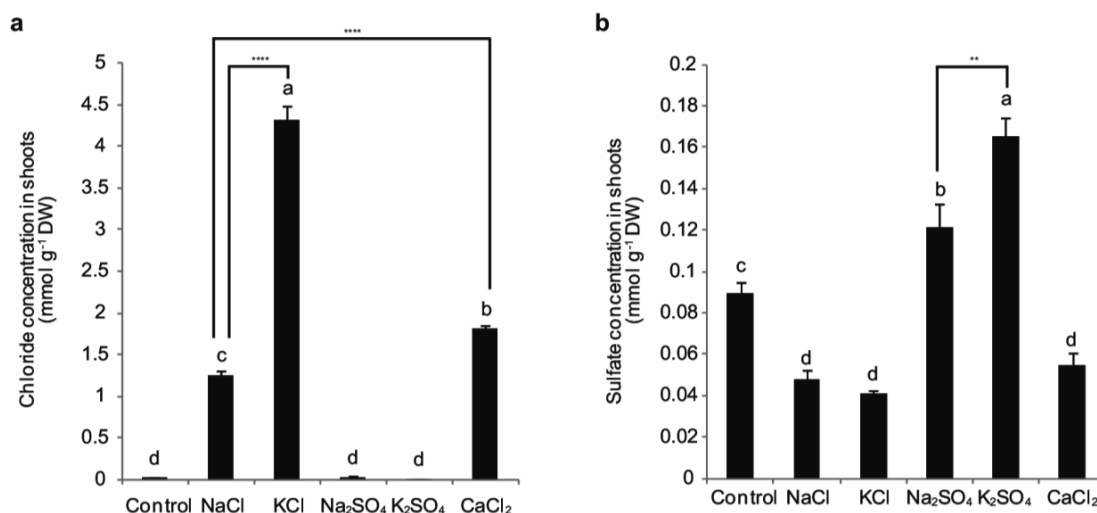 a
Chloride concentration in shoots
(mmol g⁻¹ DW)
5
4.5
4
3.5
3
2.5
2
1.5
1
0.5
0
****
****
d
c
a
d
d
b
Control NaCl KCl Na₂SO₄ K₂SO₄ CaCl₂
b
Sulfate concentration in shoots
(mmol g⁻¹ DW)
0.2
0.18
0.16
0.14
0.12
0.1
0.08
0.06
0.04
0.02
0
**
c
d
d
b
a
d
Control NaCl KCl Na₂SO₄ K₂SO₄ CaCl₂